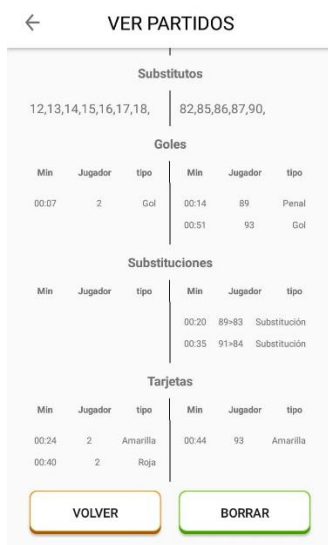 VER PARTIDOS
Substitutos
12,13,14,15,16,17,18, 82,85,86,87,90,
Goles
Min Jugador tipo Min Jugador tipo
00:07 2 Gol 00:14 89 Penal
00:51 93 Gol
Substituciones
Min Jugador tipo Min Jugador tipo
00:20 89>83 Substitución
00:35 91>84 Substitución
Tarjetas
Min Jugador tipo Min Jugador tipo
00:24 2 Amarilla 00:44 93 Amarilla
00:40 2 Roja
VOLVER BORRAR